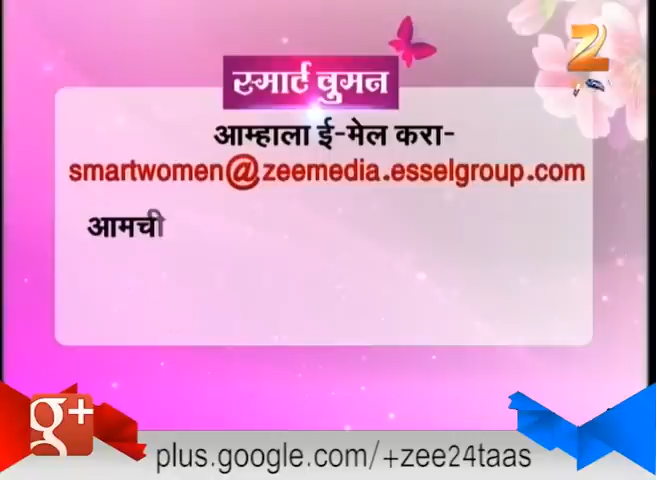 स्मार्ट वुमन
आम्हाला ई-मेल करा-
smartwomen@zeemedia.esselgroup.com
आमची
g+
plus.google.com/+zee24taas